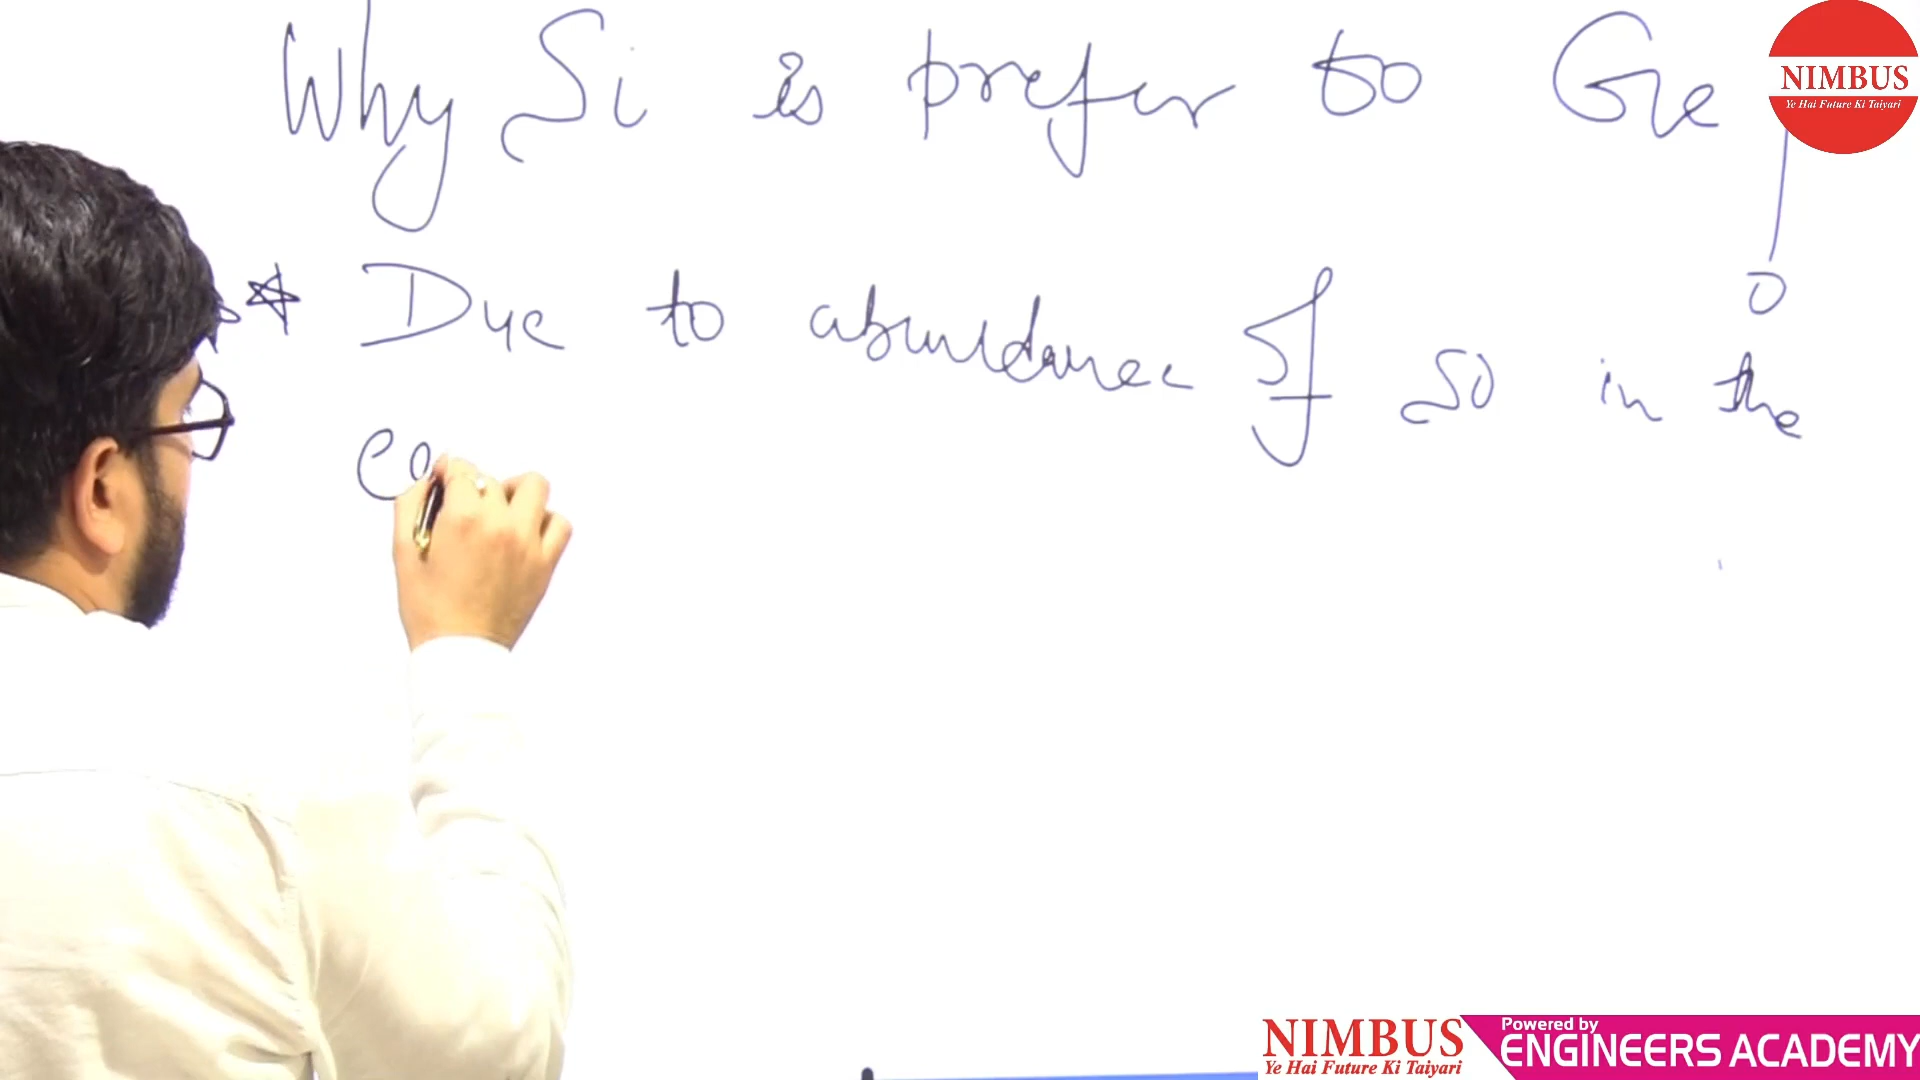 Why Si is prefer to Ge
NIMBUS
Ye Hai Future Ki Taiyari
* Due to abundance of Si in the
ea
NIMBUS
Ye Hai Future Ki Taiyari
Powered by
ENGINEERS ACADEMY